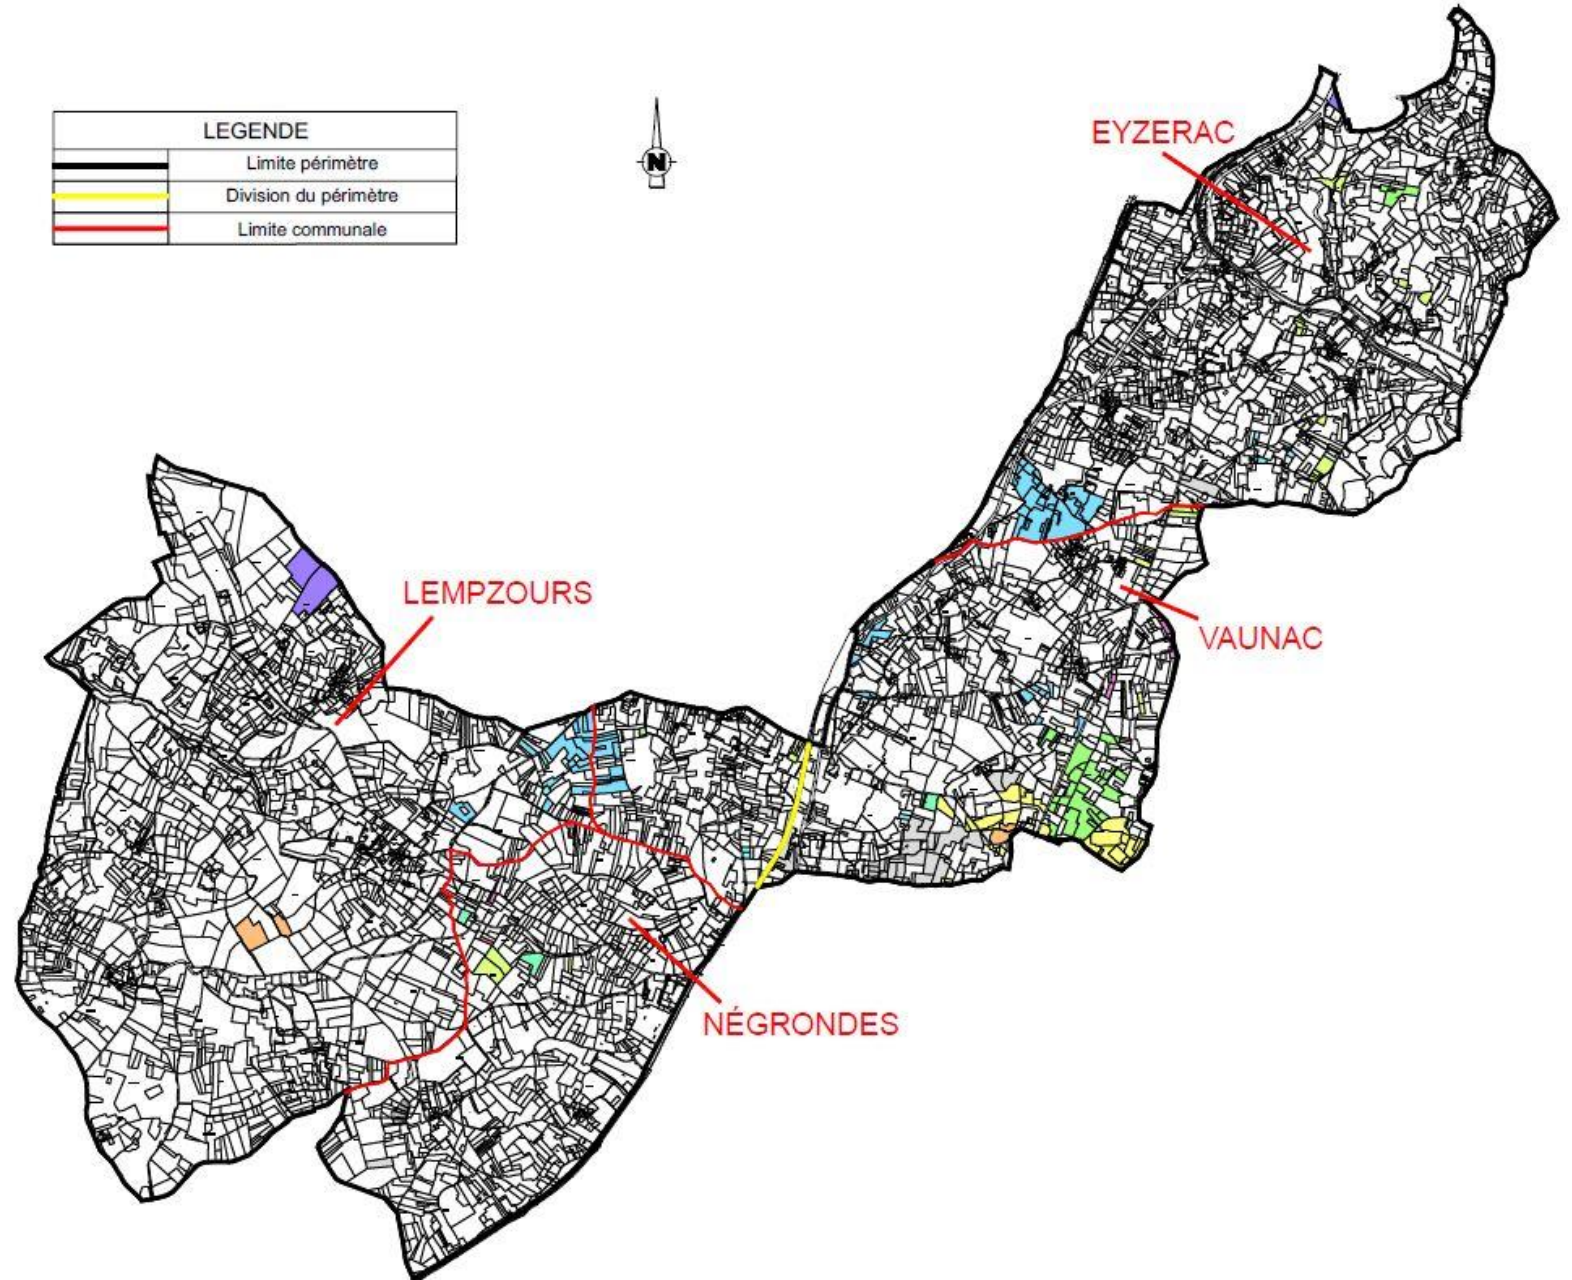 LEGENDE
Limite périmètre
Division du périmètre
Limite communale
N
EYZERAC
LEMPZOURS
VAUNAC
NÉGRONDES